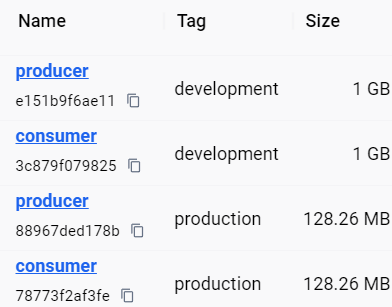 Name Tag Size
producer
e151b9f6ae11 development 1 GB
consumer
3c879f079825 development 1 GB
producer
88967ded178b production 128.26 MB
consumer
78773f2af3fe production 128.26 MB